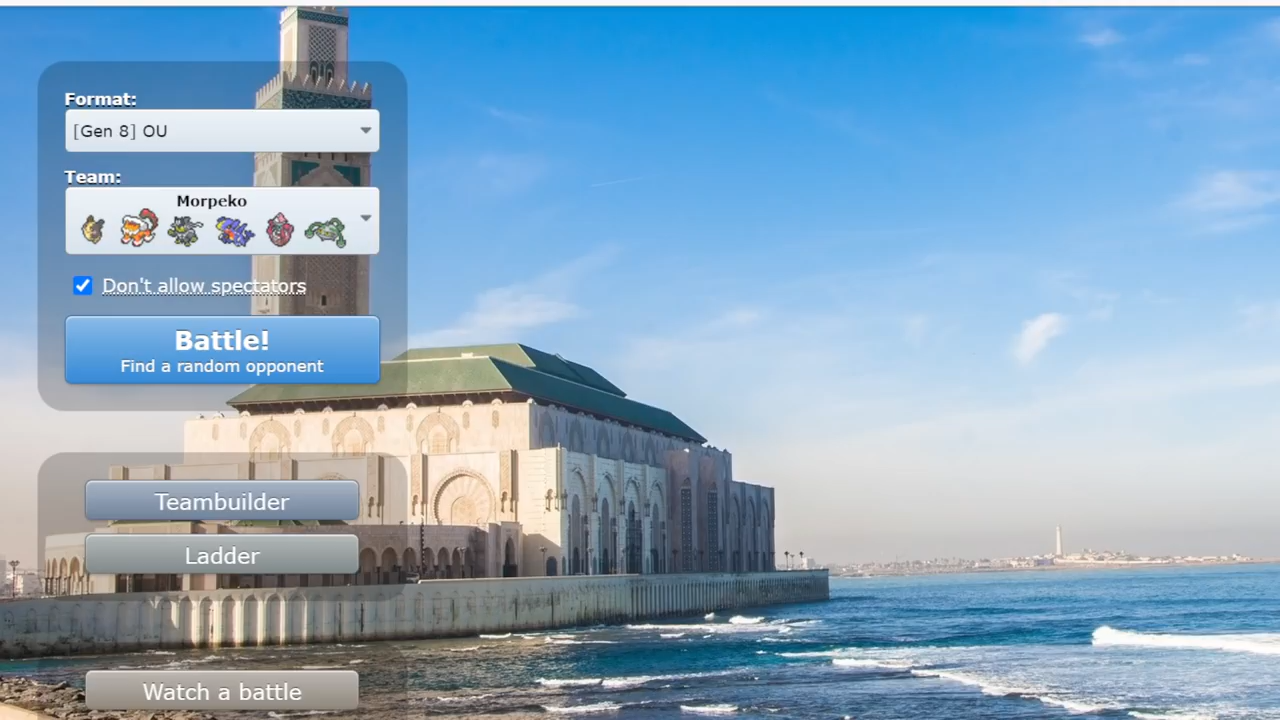 Format:
[Gen 8] OU
Team:
Morpeko
Don't allow spectators
Battle!
Find a random opponent
Teambuilder
Ladder
Watch a battle